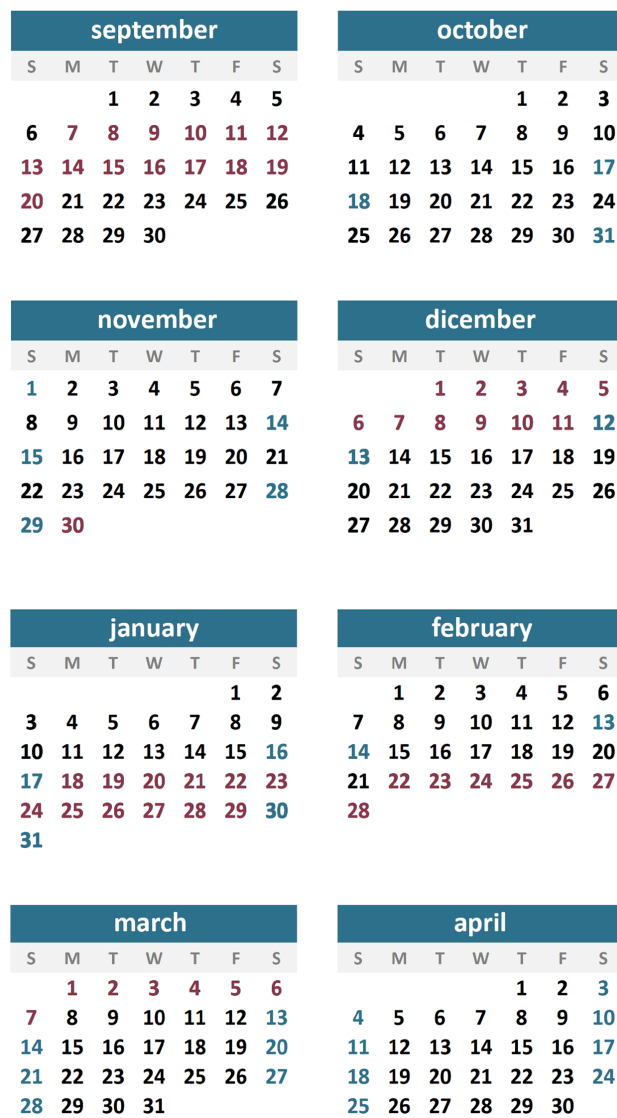 september
S M T W T F S
1 2 3 4 5
6 7 8 9 10 11 12
13 14 15 16 17 18 19
20 21 22 23 24 25 26
27 28 29 30
october
S M T W T F S
1 2 3
4 5 6 7 8 9 10
11 12 13 14 15 16 17
18 19 20 21 22 23 24
25 26 27 28 29 30 31
november
S M T W T F S
1 2 3 4 5 6 7
8 9 10 11 12 13 14
15 16 17 18 19 20 21
22 23 24 25 26 27 28
29 30
dicember
S M T W T F S
1 2 3 4 5
6 7 8 9 10 11 12
13 14 15 16 17 18 19
20 21 22 23 24 25 26
27 28 29 30 31
january
S M T W T F S
1 2
3 4 5 6 7 8 9
10 11 12 13 14 15 16
17 18 19 20 21 22 23
24 25 26 27 28 29 30
31
february
S M T W T F S
1 2 3 4 5 6
7 8 9 10 11 12 13
14 15 16 17 18 19 20
21 22 23 24 25 26 27
28
march
S M T W T F S
1 2 3 4 5 6
7 8 9 10 11 12 13
14 15 16 17 18 19 20
21 22 23 24 25 26 27
28 29 30 31
april
S M T W T F S
1 2 3
4 5 6 7 8 9 10
11 12 13 14 15 16 17
18 19 20 21 22 23 24
25 26 27 28 29 30